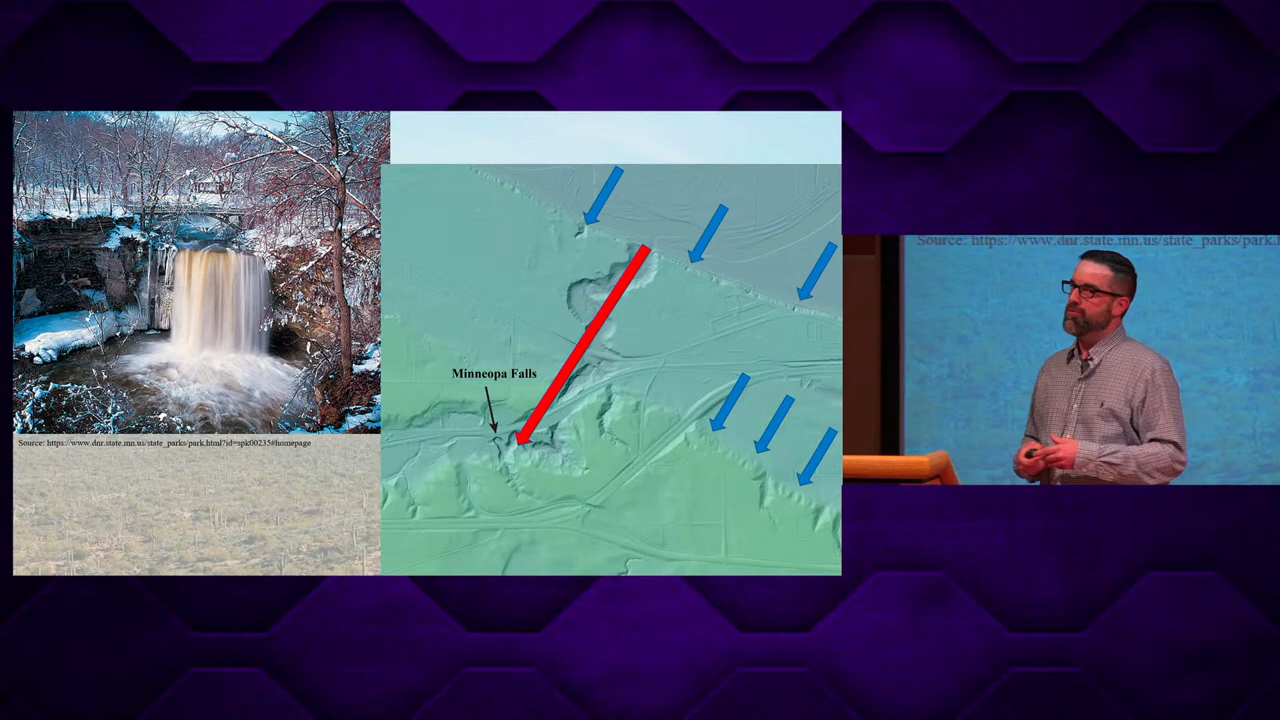 Minneopa Falls
Source: https://www.dnr.state.mn.us/state_parks/park.html?id=spk00235#homepage
Source: https://www.dnr.state.mn.us/state_parks/park.